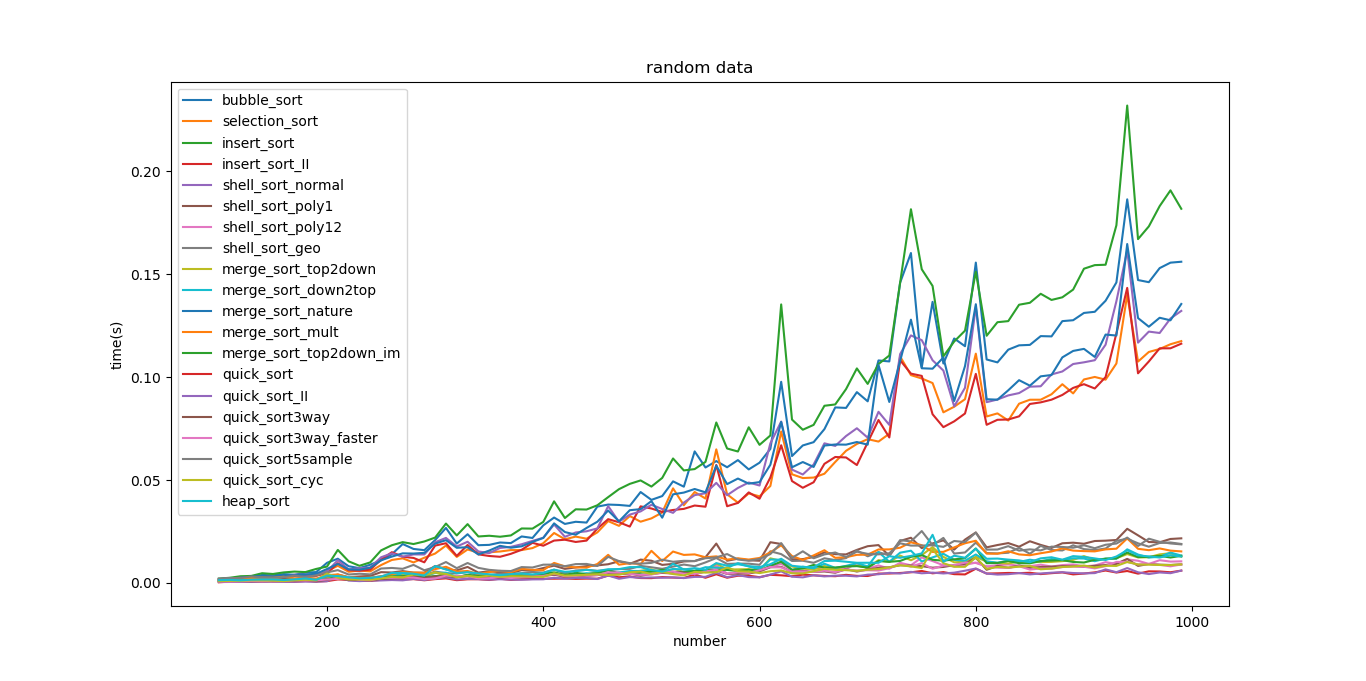 random data
bubble_sort
selection_sort
insert_sort
insert_sort_II
shell_sort_normal
shell_sort_poly1
shell_sort_poly12
shell_sort_geo
merge_sort_top2down
merge_sort_down2top
merge_sort_nature
merge_sort_mult
merge_sort_top2down_im
quick_sort
quick_sort_II
quick_sort3way
quick_sort3way_faster
quick_sort5sample
quick_sort_cyc
heap_sort
time(s)
0.20
0.15
0.10
0.05
0.00
200 400 600 800 1000
number